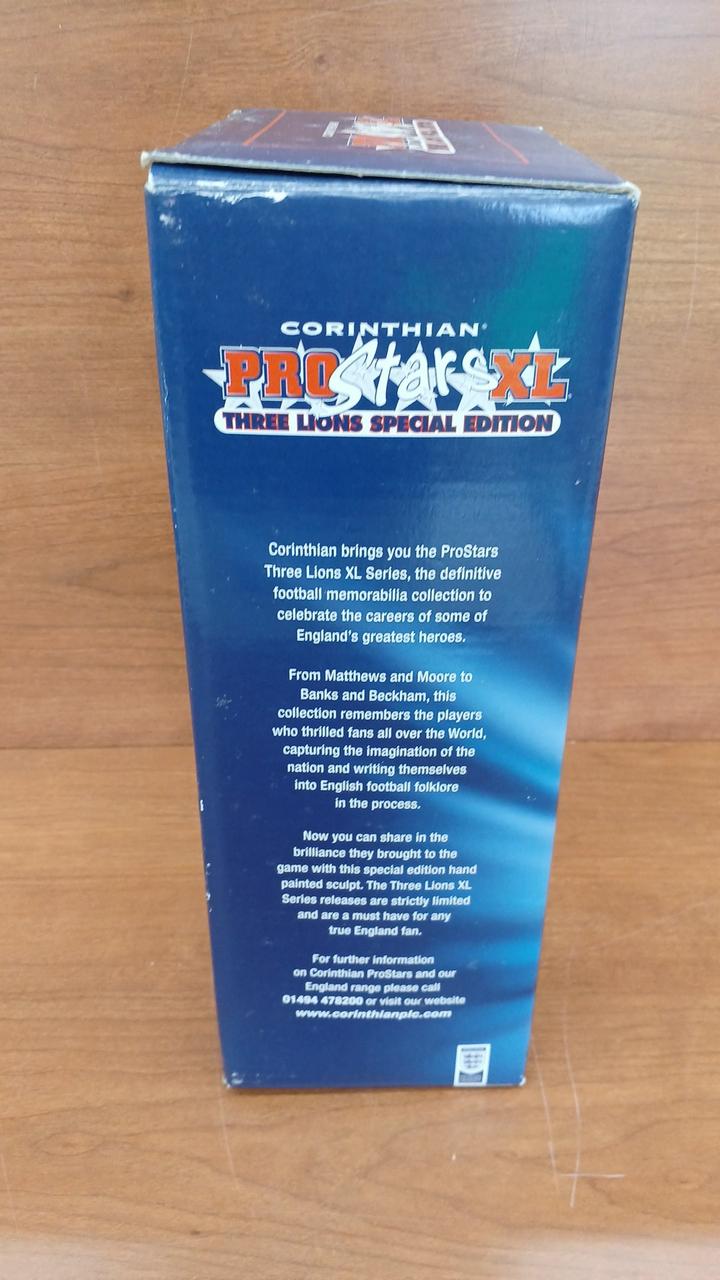 CORINTHIAN
PROStarsXL
THREE LIONS SPECIAL EDITION
Corinthian brings you the ProStars
Three Lions XL Series, the definitive
football memorabilia collection to
celebrate the careers of some of
England's greatest heroes.
From Matthews and Moore to
Banks and Beckham, this
collection remembers the players
who thrilled fans all over the World,
capturing the imagination of the
nation and writing themselves
into English football folklore
in the process.
Now you can share in the
brilliance they brought to the
game with this special edition hand
painted sculpt. The Three Lions XL
Series releases are strictly limited
and are a must have for any
true England fan.
For further information
on Corinthian ProStars and our
England range please call
01494 478200 or visit our website
www.corinthianplc.com